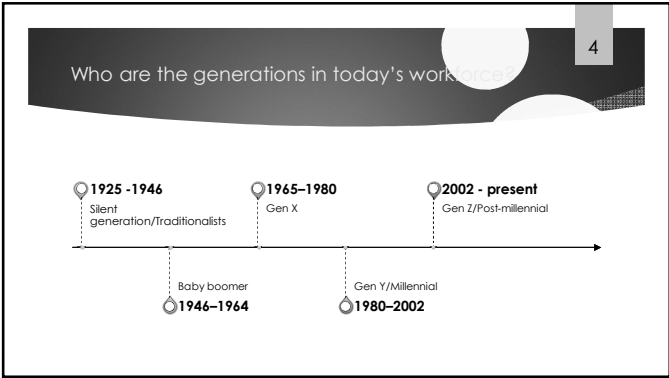 4
Who are the generations in today's workforce?
1925 -1946
Silent
generation/Traditionalists
1965–1980
Gen X
2002 - present
Gen Z/Post-millennial
Baby boomer
1946–1964
Gen Y/Millennial
1980–2002